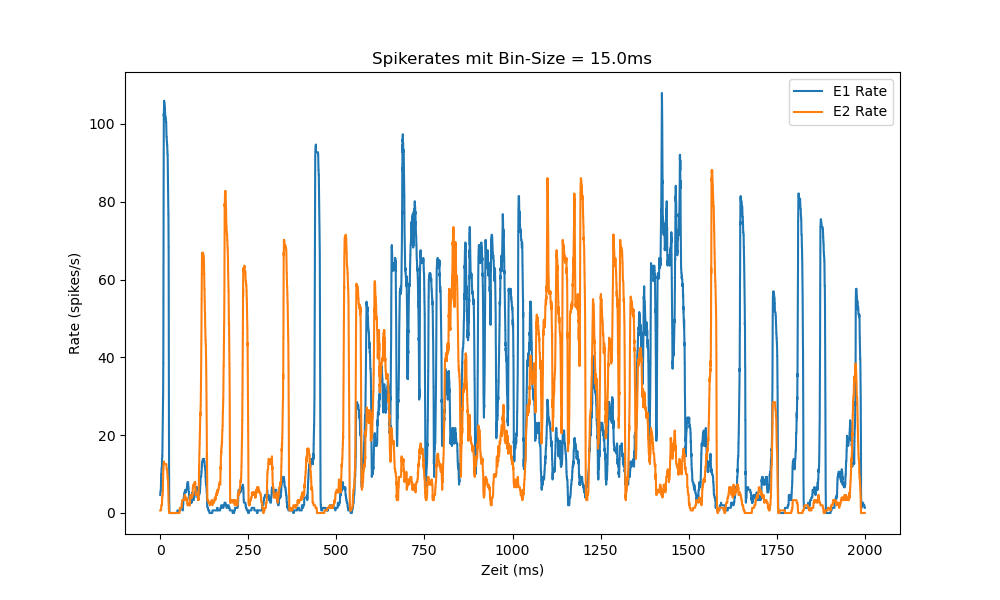 Spikerates mit Bin-Size = 15.0ms
E1 Rate
E2 Rate
100
80
60
40
20
0
Rate (spikes/s)
0 250 500 750 1000 1250 1500 1750 2000
Zeit (ms)